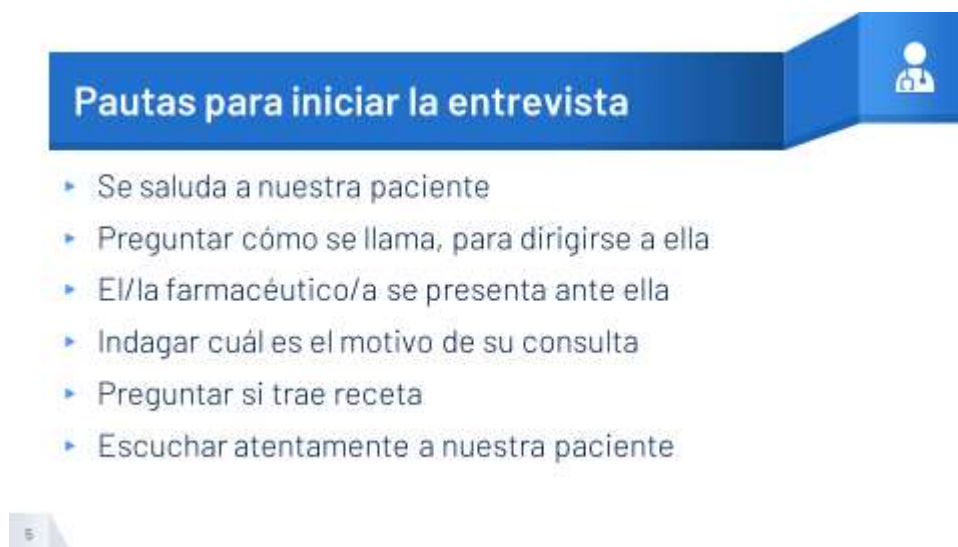 Pautas para iniciar la entrevista
Se saluda a nuestra paciente
Preguntar cómo se llama, para dirigirse a ella
El/la farmacéutico/a se presenta ante ella
Indagar cuál es el motivo de su consulta
Preguntar si trae receta
Escuchar atentamente a nuestra paciente
5